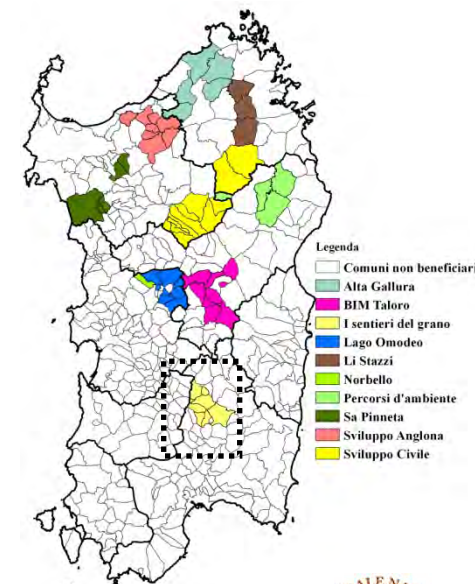 Legenda
Comuni non beneficiari
Alta Gallura
BIM Taloro
I sentieri del grano
Lago Omodeo
Li Stazzi
Norbello
Percorsi d'ambiente
Sa Pinneta
Sviluppo Anglona
Sviluppo Civile